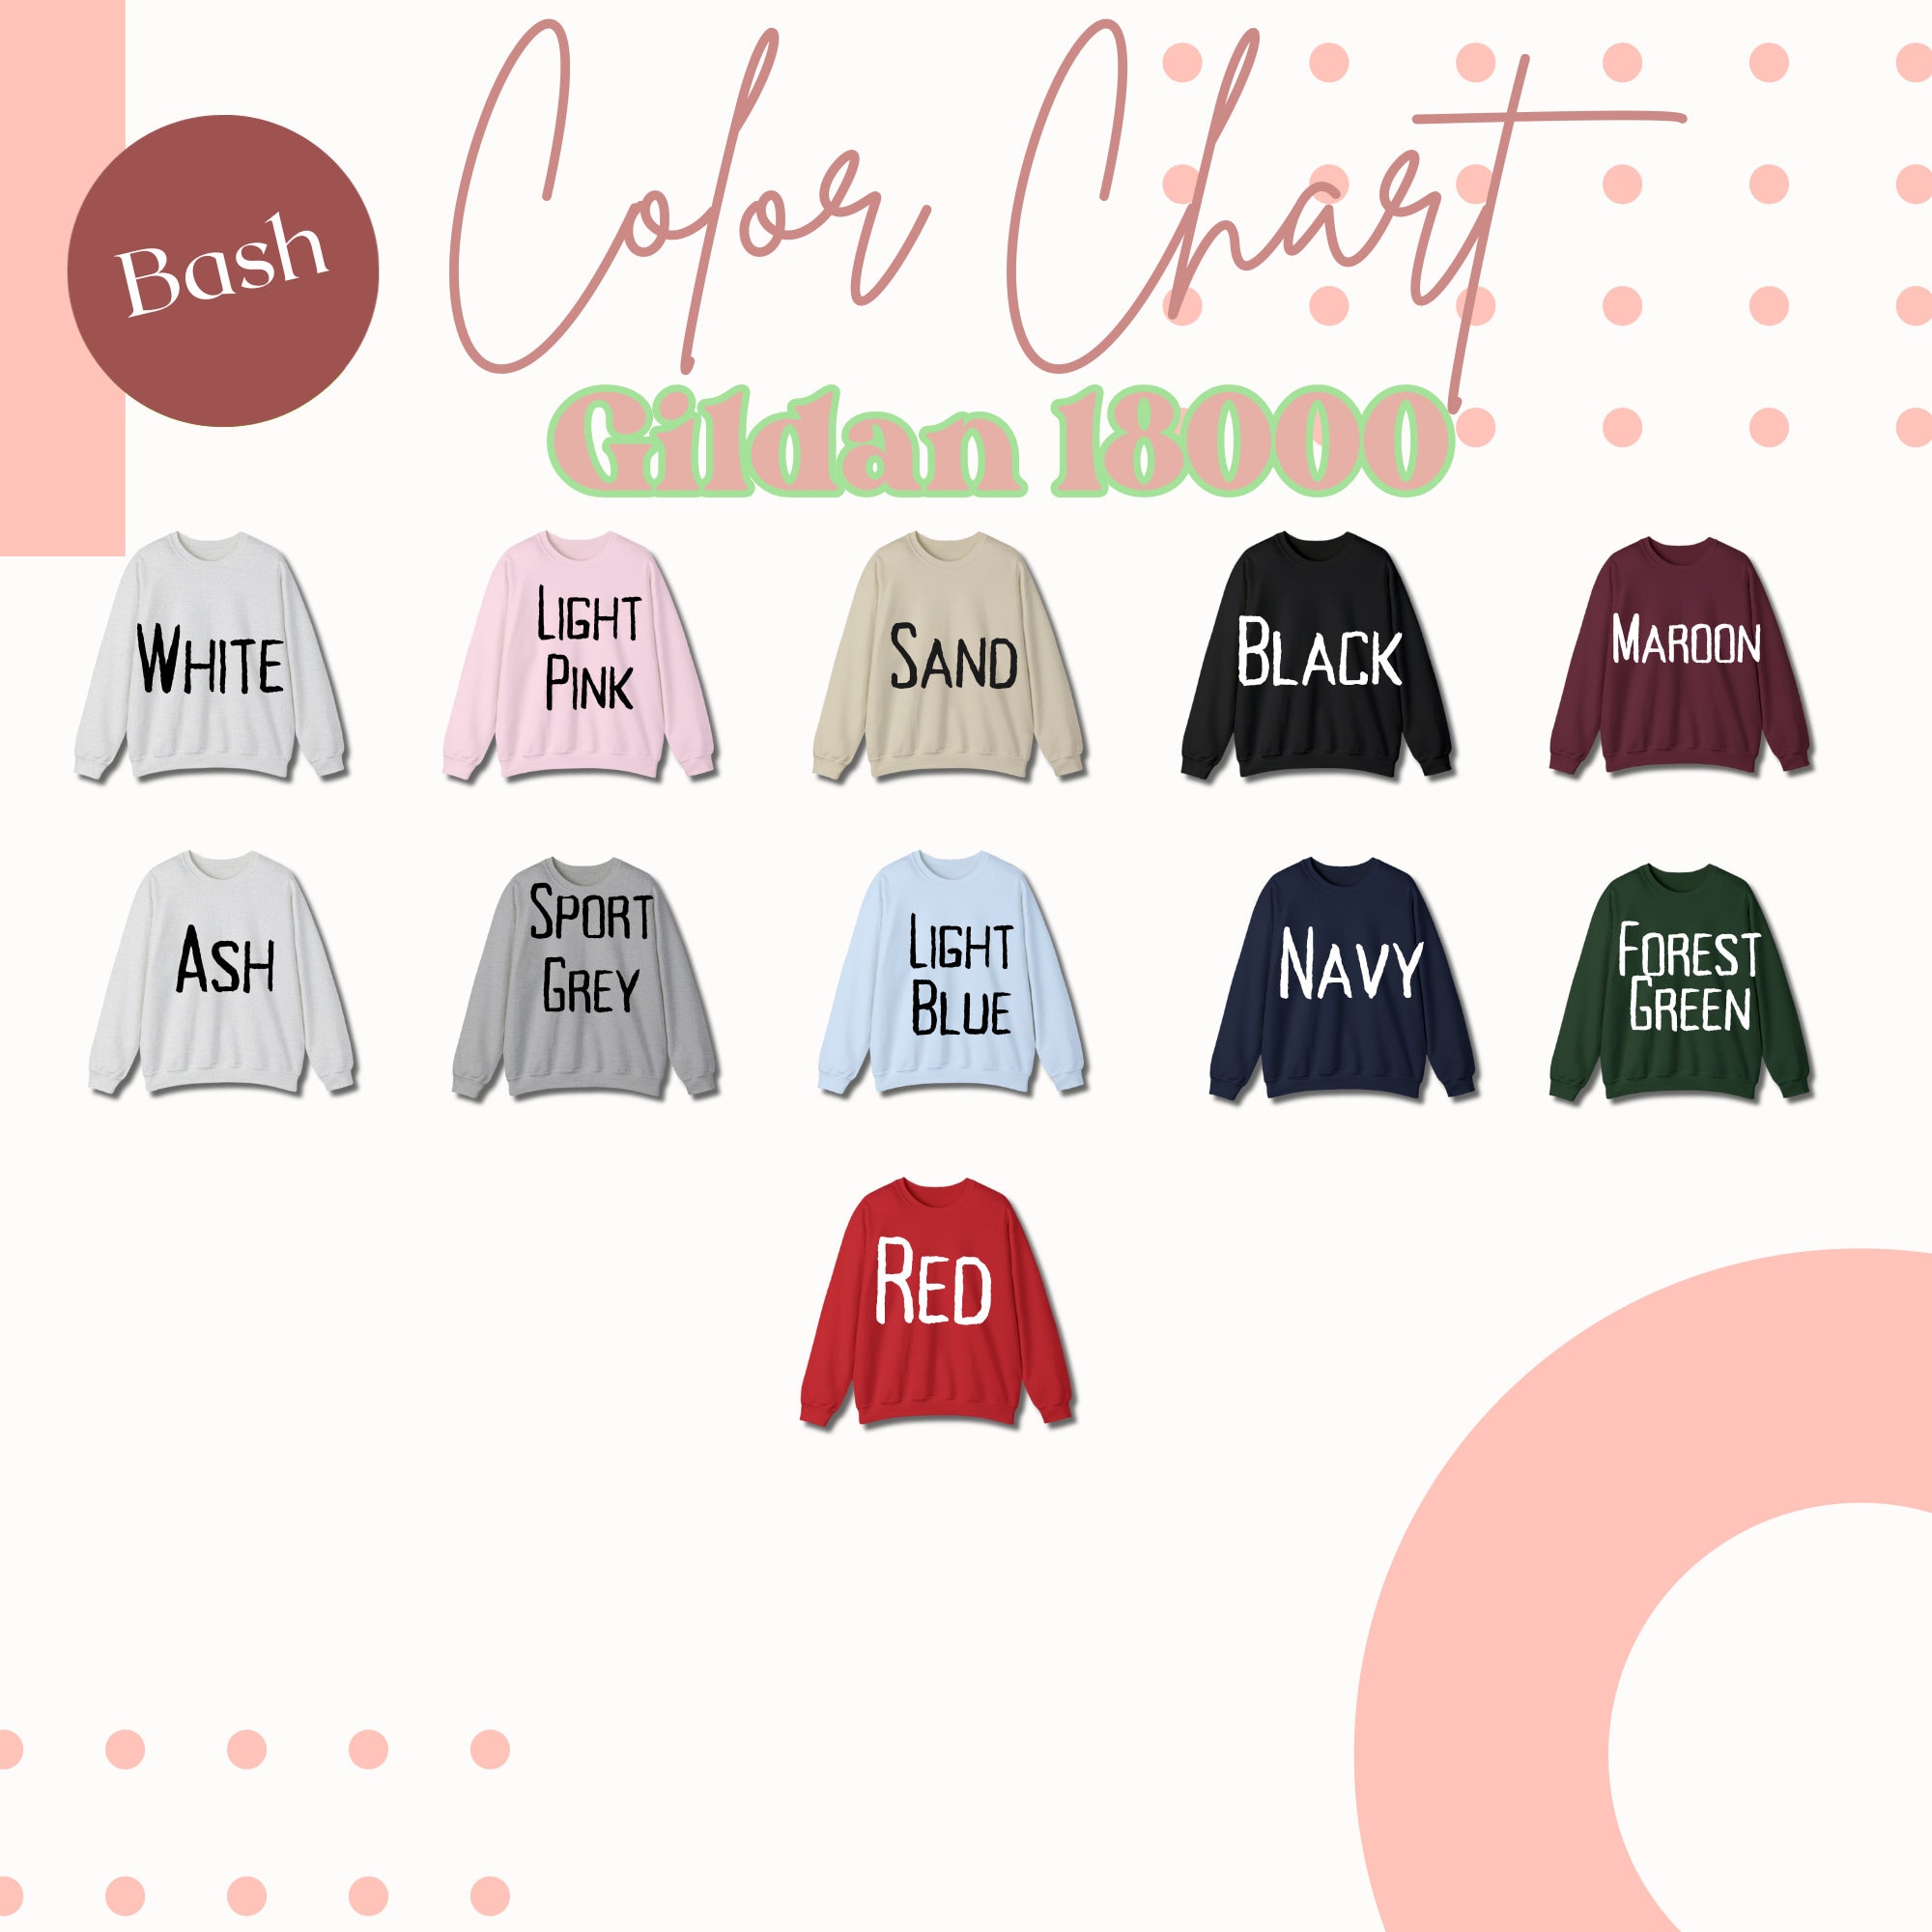 Bash
Color Chart
Gildan 18000
WHITE
LIGHT
PINK
SAND
BLACK
MAROON
ASH
SPORT
GREY
LIGHT
BLUE
NAVY
FOREST
GREEN
RED